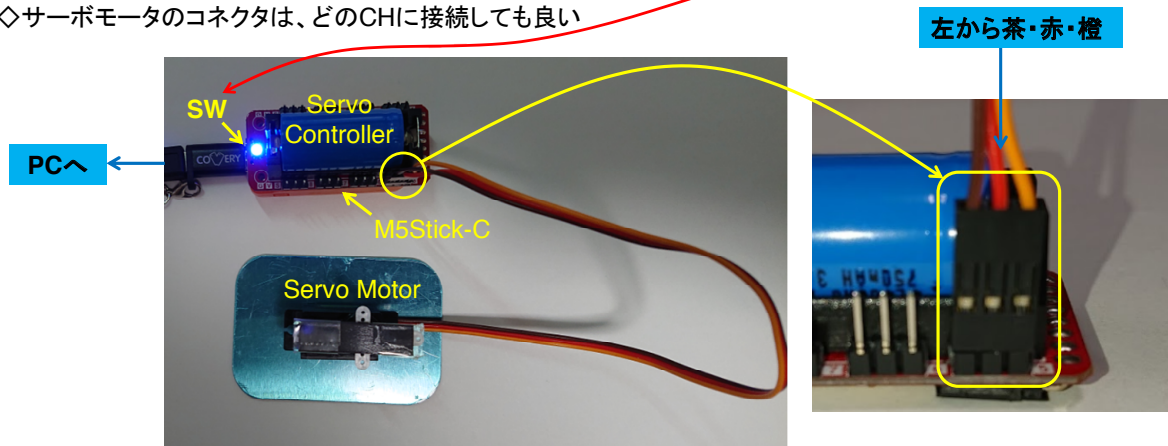 ◇サーボモータのコネクタは、どのCHに接続しても良い
左から茶・赤・橙
SW
Servo
Controller
PCへ
M5Stick-C
Servo Motor
750mAH 3